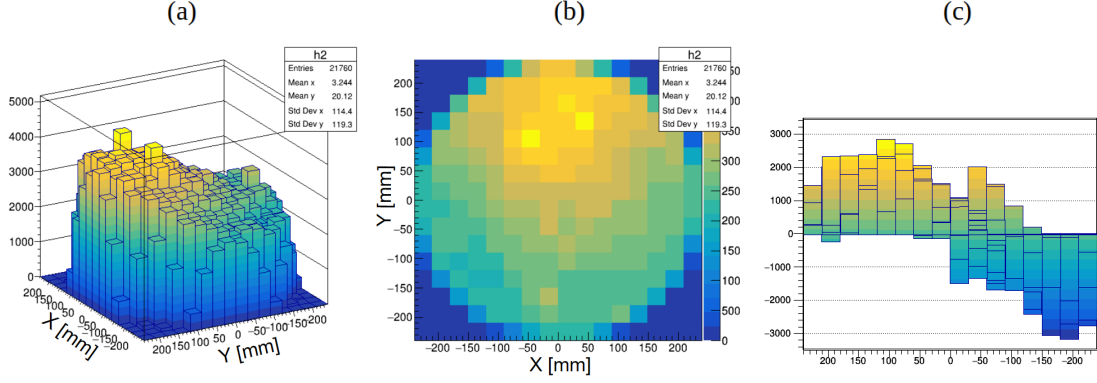 (a) (b) (c)
h2
Entries 21760
Mean x 3.244
Mean y 20.12
Std Dev x 114.4
Std Dev y 119.3
5000
4000
3000
2000
1000
0
200 150 100 50 0 -50 -100 -150 -200
X [mm]
200 150 100 50 0 -50 -100 -150 -200
Y [mm]
h2
Entries 21760
Mean x 3.244
Mean y 20.12
Std Dev x 114.4
Std Dev y 119.3
200
150
100
50
0
−50
−100
−150
−200
Y [mm]
−200 −150 −100 −50 0 50 100 150 200
X [mm]
300
250
200
150
100
50
0
3000
2000
1000
0
−1000
−2000
−3000
200 150 100 50 0 −50 −100 −150 −200